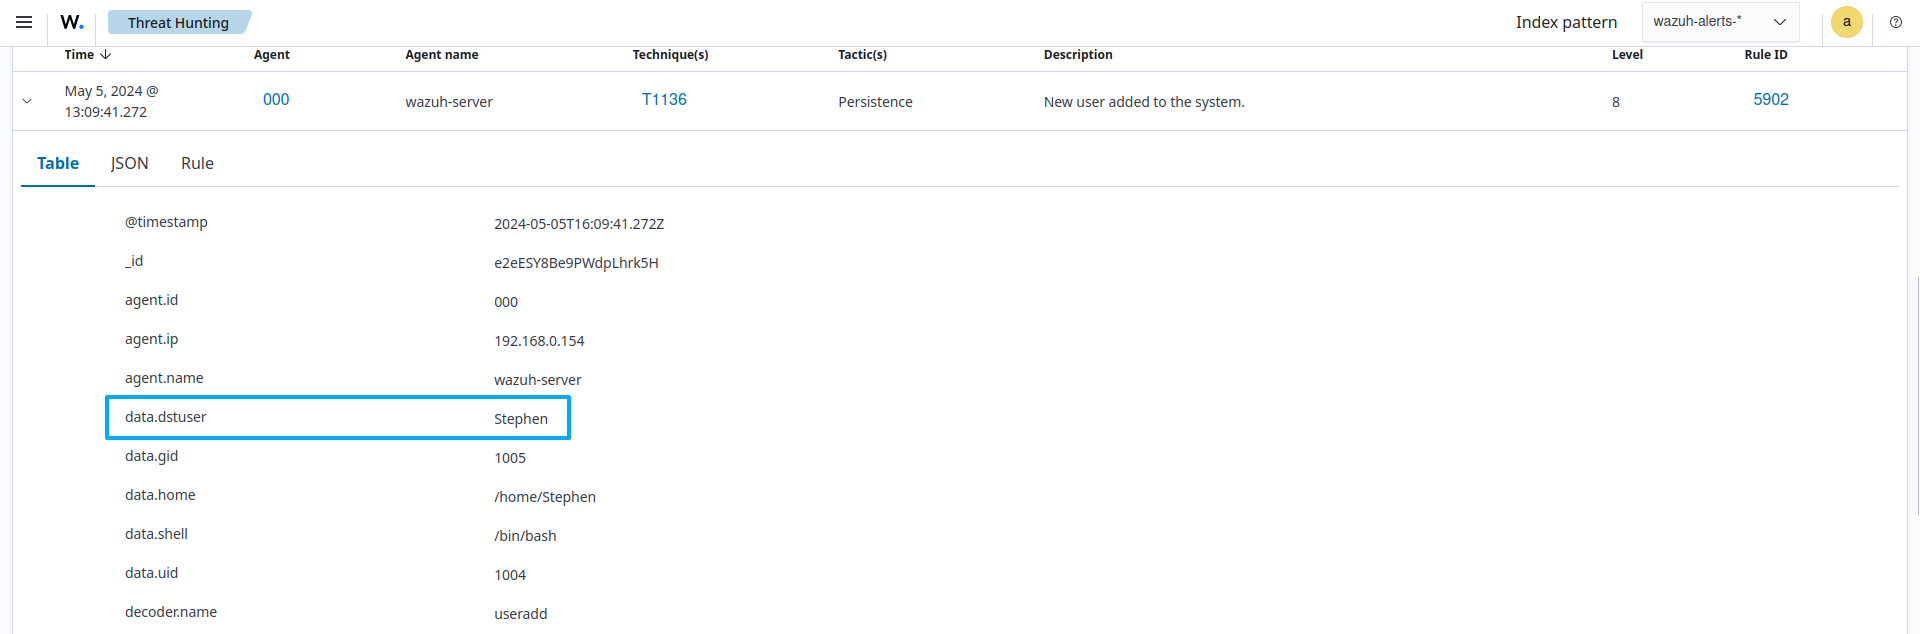 W. Threat Hunting Index pattern wazuh-alerts-* a
Time Agent Agent name Technique(s) Tactic(s) Description Level Rule ID
May 5, 2024 @
13:09:41.272 000 wazuh-server T1136 Persistence New user added to the system. 8 5902
Table JSON Rule
@timestamp 2024-05-05T16:09:41.272Z
_id e2eESY8Be9PWdpLhrk5H
agent.id 000
agent.ip 192.168.0.154
agent.name wazuh-server
data.dstuser Stephen
data.gid 1005
data.home /home/Stephen
data.shell /bin/bash
data.uid 1004
decoder.name useradd